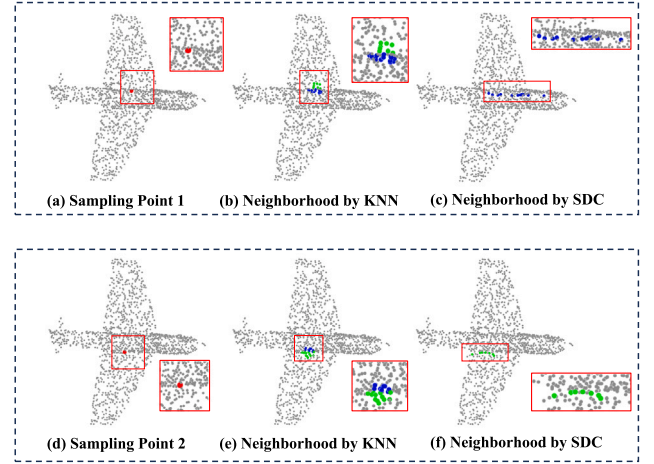 (a) Sampling Point 1
(b) Neighborhood by KNN
(c) Neighborhood by SDC
(d) Sampling Point 2
(e) Neighborhood by KNN
(f) Neighborhood by SDC